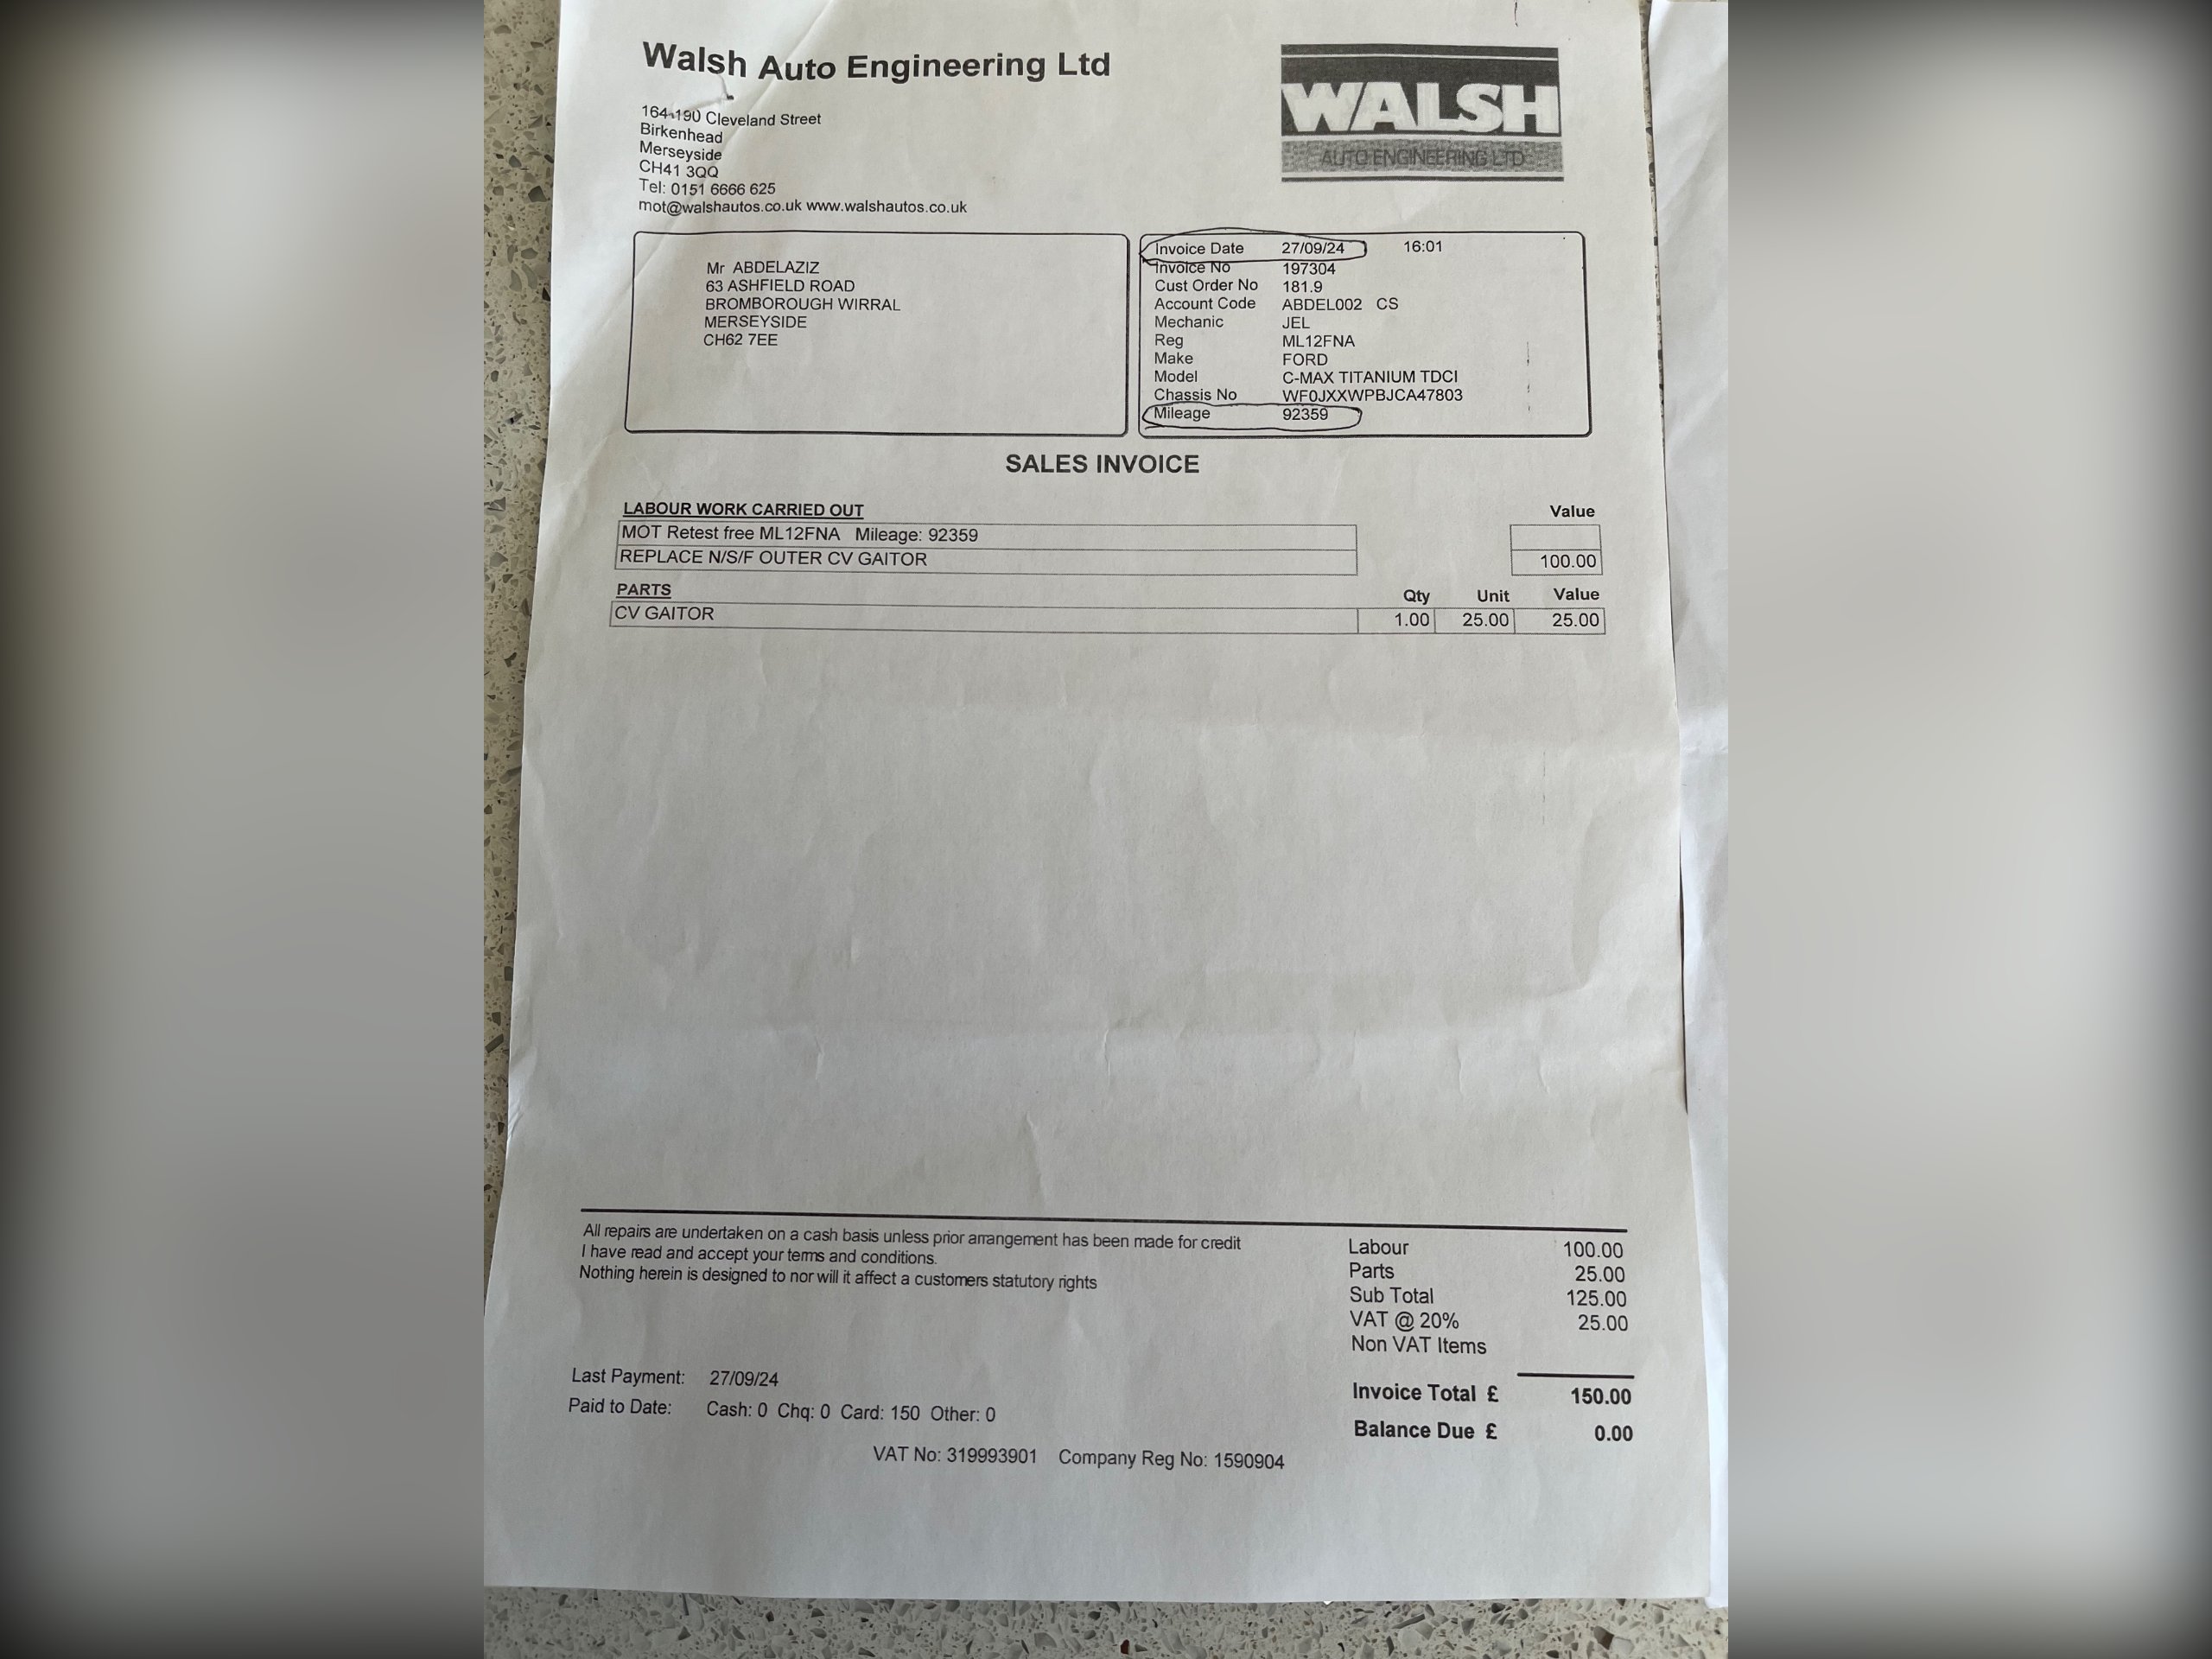 Walsh Auto Engineering Ltd
WALSH
AUTO ENGINEERING LTD
164-190 Cleveland Street
Birkenhead
Merseyside
CH41 3QQ
Tel: 0151 6666 625
mot@walshautos.co.uk www.walshautos.co.uk
Mr ABDELAZIZ
63 ASHFIELD ROAD
BROMBOROUGH WIRRAL
MERSEYSIDE
CH62 7EE
Invoice Date 27/09/24 16:01
Invoice No 197304
Cust Order No 181.9
Account Code ABDEL002 CS
Mechanic JEL
Reg ML12FNA
Make FORD
Model C-MAX TITANIUM TDCI
Chassis No WF0JXXWPBJCA47803
Mileage 92359
SALES INVOICE
LABOUR WORK CARRIED OUT Value
MOT Retest free ML12FNA Mileage: 92359
REPLACE N/S/F OUTER CV GAITOR 100.00
PARTS Qty Unit Value
CV GAITOR 1.00 25.00 25.00
All repairs are undertaken on a cash basis unless prior arrangement has been made for credit
I have read and accept your terms and conditions.
Nothing herein is designed to nor will it affect a customers statutory rights
Labour 100.00
Parts 25.00
Sub Total 125.00
VAT @ 20% 25.00
Non VAT Items
Last Payment: 27/09/24
Paid to Date: Cash: 0 Chq: 0 Card: 150 Other: 0
Invoice Total £ 150.00
Balance Due £ 0.00
VAT No: 319993901 Company Reg No: 1590904